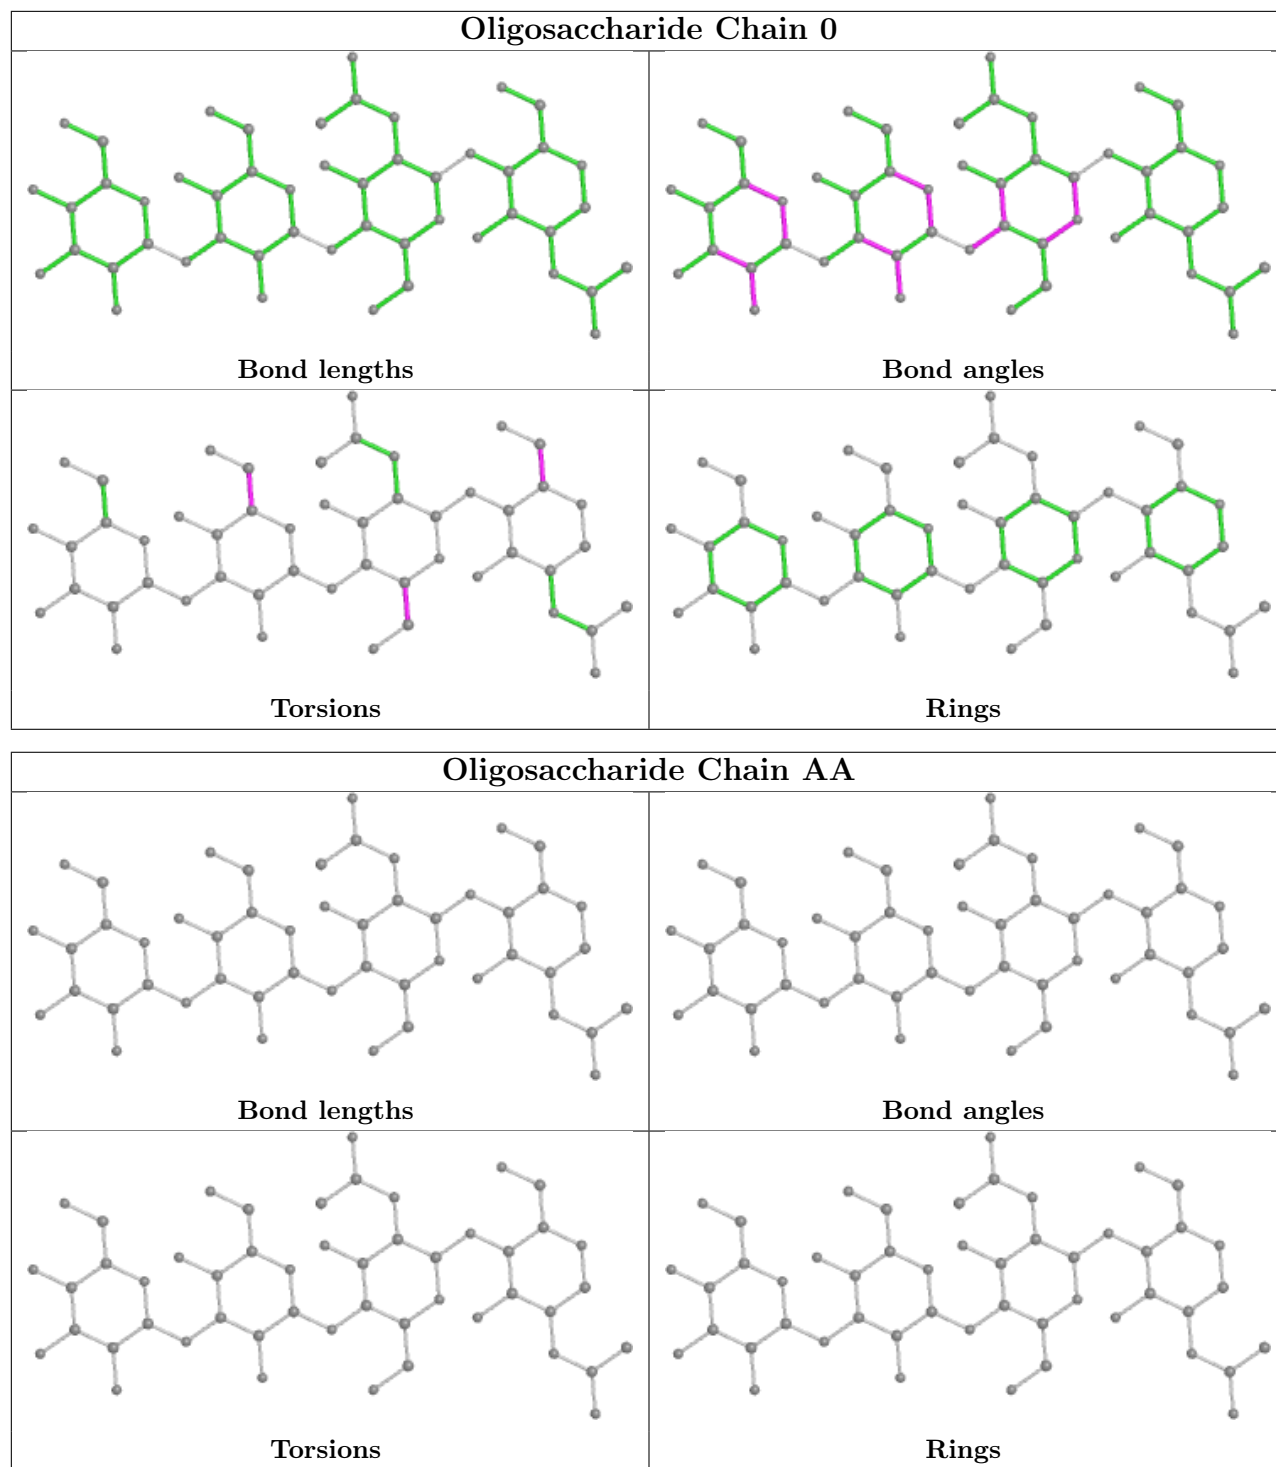 Oligosaccharide Chain 0
Bond lengths
Bond angles
Torsions
Rings
Oligosaccharide Chain AA
Bond lengths
Bond angles
Torsions
Rings